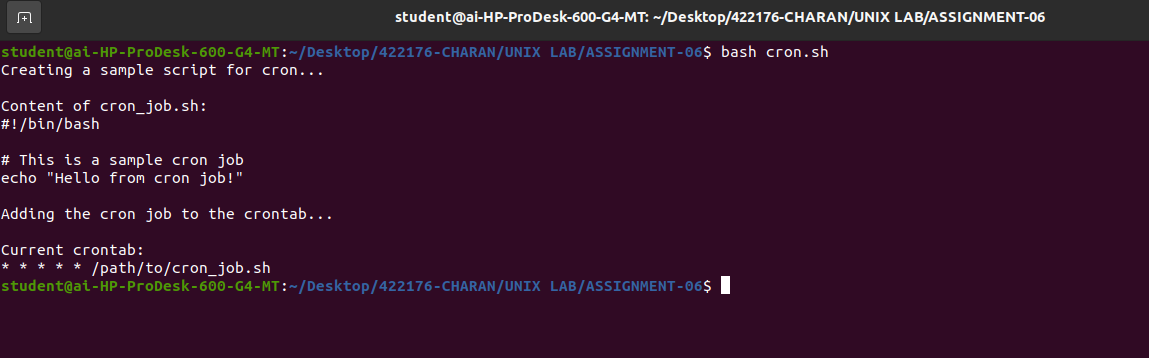 student@ai-HP-ProDesk-600-G4-MT: ~/Desktop/422176-CHARAN/UNIX LAB/ASSIGNMENT-06
student@ai-HP-ProDesk-600-G4-MT:~/Desktop/422176-CHARAN/UNIX LAB/ASSIGNMENT-06$ bash cron.sh
Creating a sample script for cron...
Content of cron_job.sh:
#!/bin/bash
# This is a sample cron job
echo "Hello from cron job!"
Adding the cron job to the crontab...
Current crontab:
* * * * * /path/to/cron_job.sh
student@ai-HP-ProDesk-600-G4-MT:~/Desktop/422176-CHARAN/UNIX LAB/ASSIGNMENT-06$